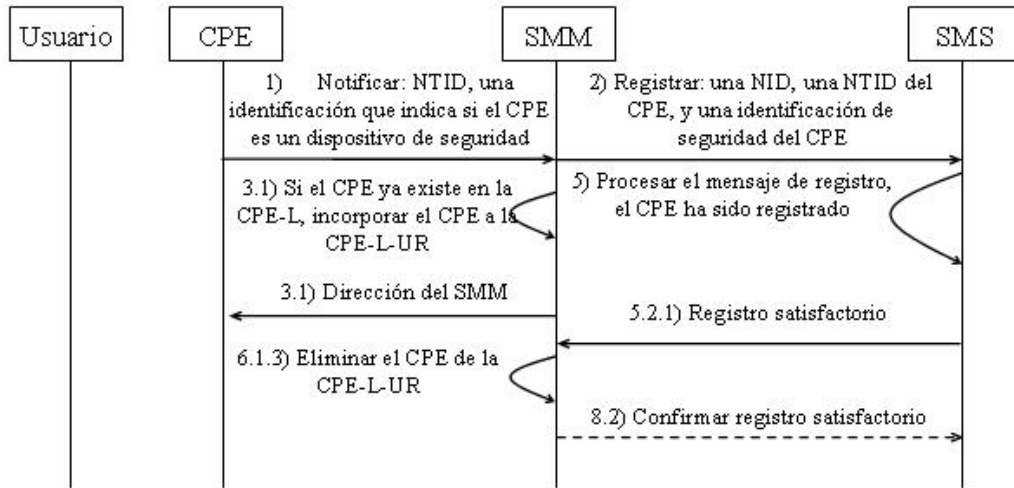 Usuario
CPE
SMM
SMS
1) Notificar: NTID, una
identificación que indica si el CPE
es un dispositivo de seguridad
2) Registrar: una NID, una NTID del
CPE, y una identificación de
seguridad del CPE
3.1) Si el CPE ya existe en la
CPE-L, incorporar el CPE a la
CPE-L-UR
5) Procesar el mensaje de registro,
el CPE ha sido registrado
3.1) Dirección del SMM
5.2.1) Registro satisfactorio
6.1.3) Eliminar el CPE de la
CPE-L-UR
8.2) Confirmar registro satisfactorio